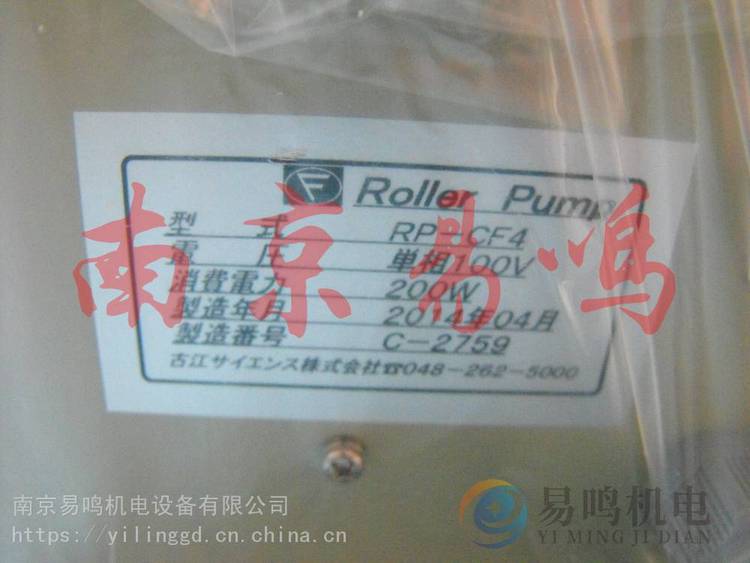 F Roller Pump
型式 RP-CF4
電圧 単相100V
消費電力 200W
製造年月 2014年04月
製造番号 C-2759
古江サイエンス株式会社☎048-262-5000
南京易鸣
南京易鸣机电设备有限公司
https://yilinggd.cn.china.cn
易鸣机电
YI MING JI DIAN